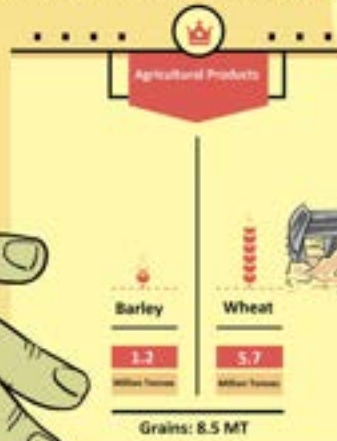 Agricultural Products
Barley
Wheat
1.2
5.7
Million Tonnes
Million Tonnes
Grains: 8.5 MT